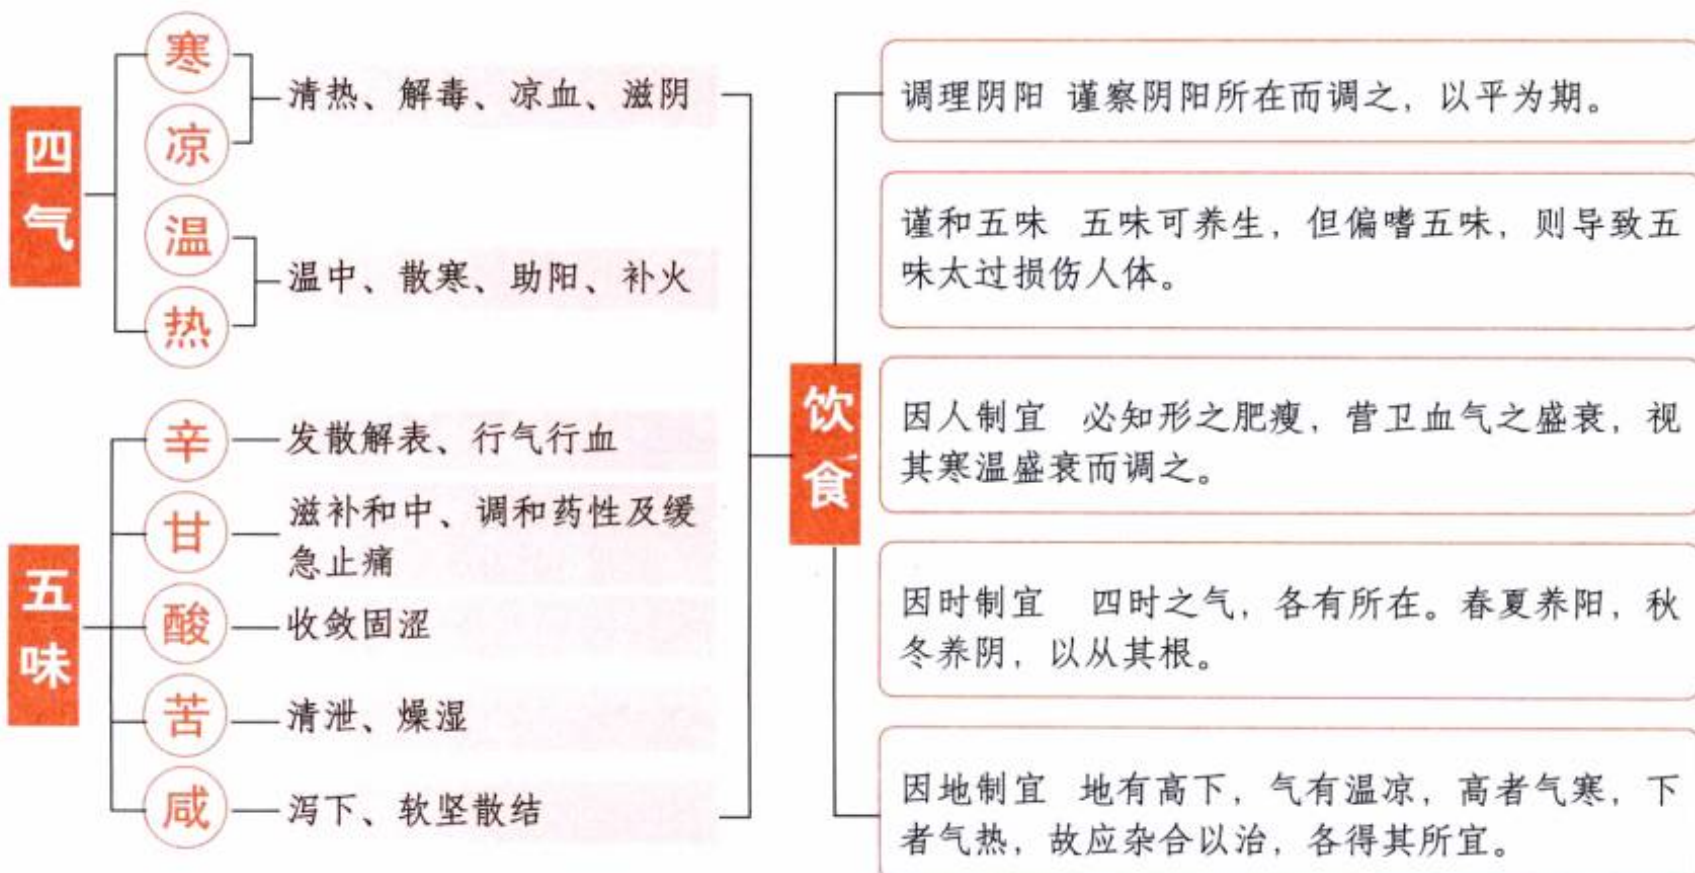 四气
寒
凉
温
热
清热、解毒、凉血、滋阴
温中、散寒、助阳、补火
五味
辛
发散解表、行气行血
甘
滋补和中、调和药性及缓
急止痛
酸
收敛固涩
苦
清泄、燥湿
咸
泻下、软坚散结
饮食
调理阴阳 谨察阴阳所在而调之，以平为期。
谨和五味 五味可养生，但偏嗜五味，则导致五
味太过损伤人体。
因人制宜 必知形之肥瘦，营卫血气之盛衰，视
其寒温盛衰而调之。
因时制宜 四时之气，各有所在。春夏养阳，秋
冬养阴，以从其根。
因地制宜 地有高下，气有温凉，高者气寒，下
者气热，故应杂合以治，各得其所宜。